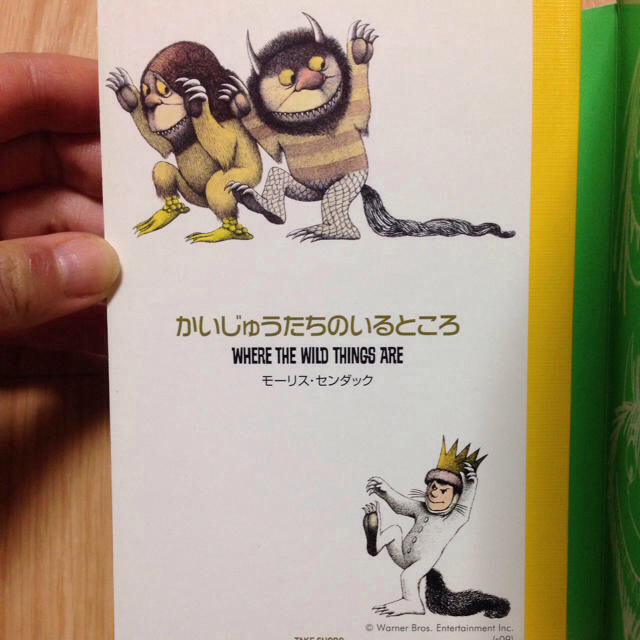 かいじゅうたちのいるところ
WHERE THE WILD THINGS ARE
モーリス・センダック
© Warner Bros. Entertainment Inc.
(s09)